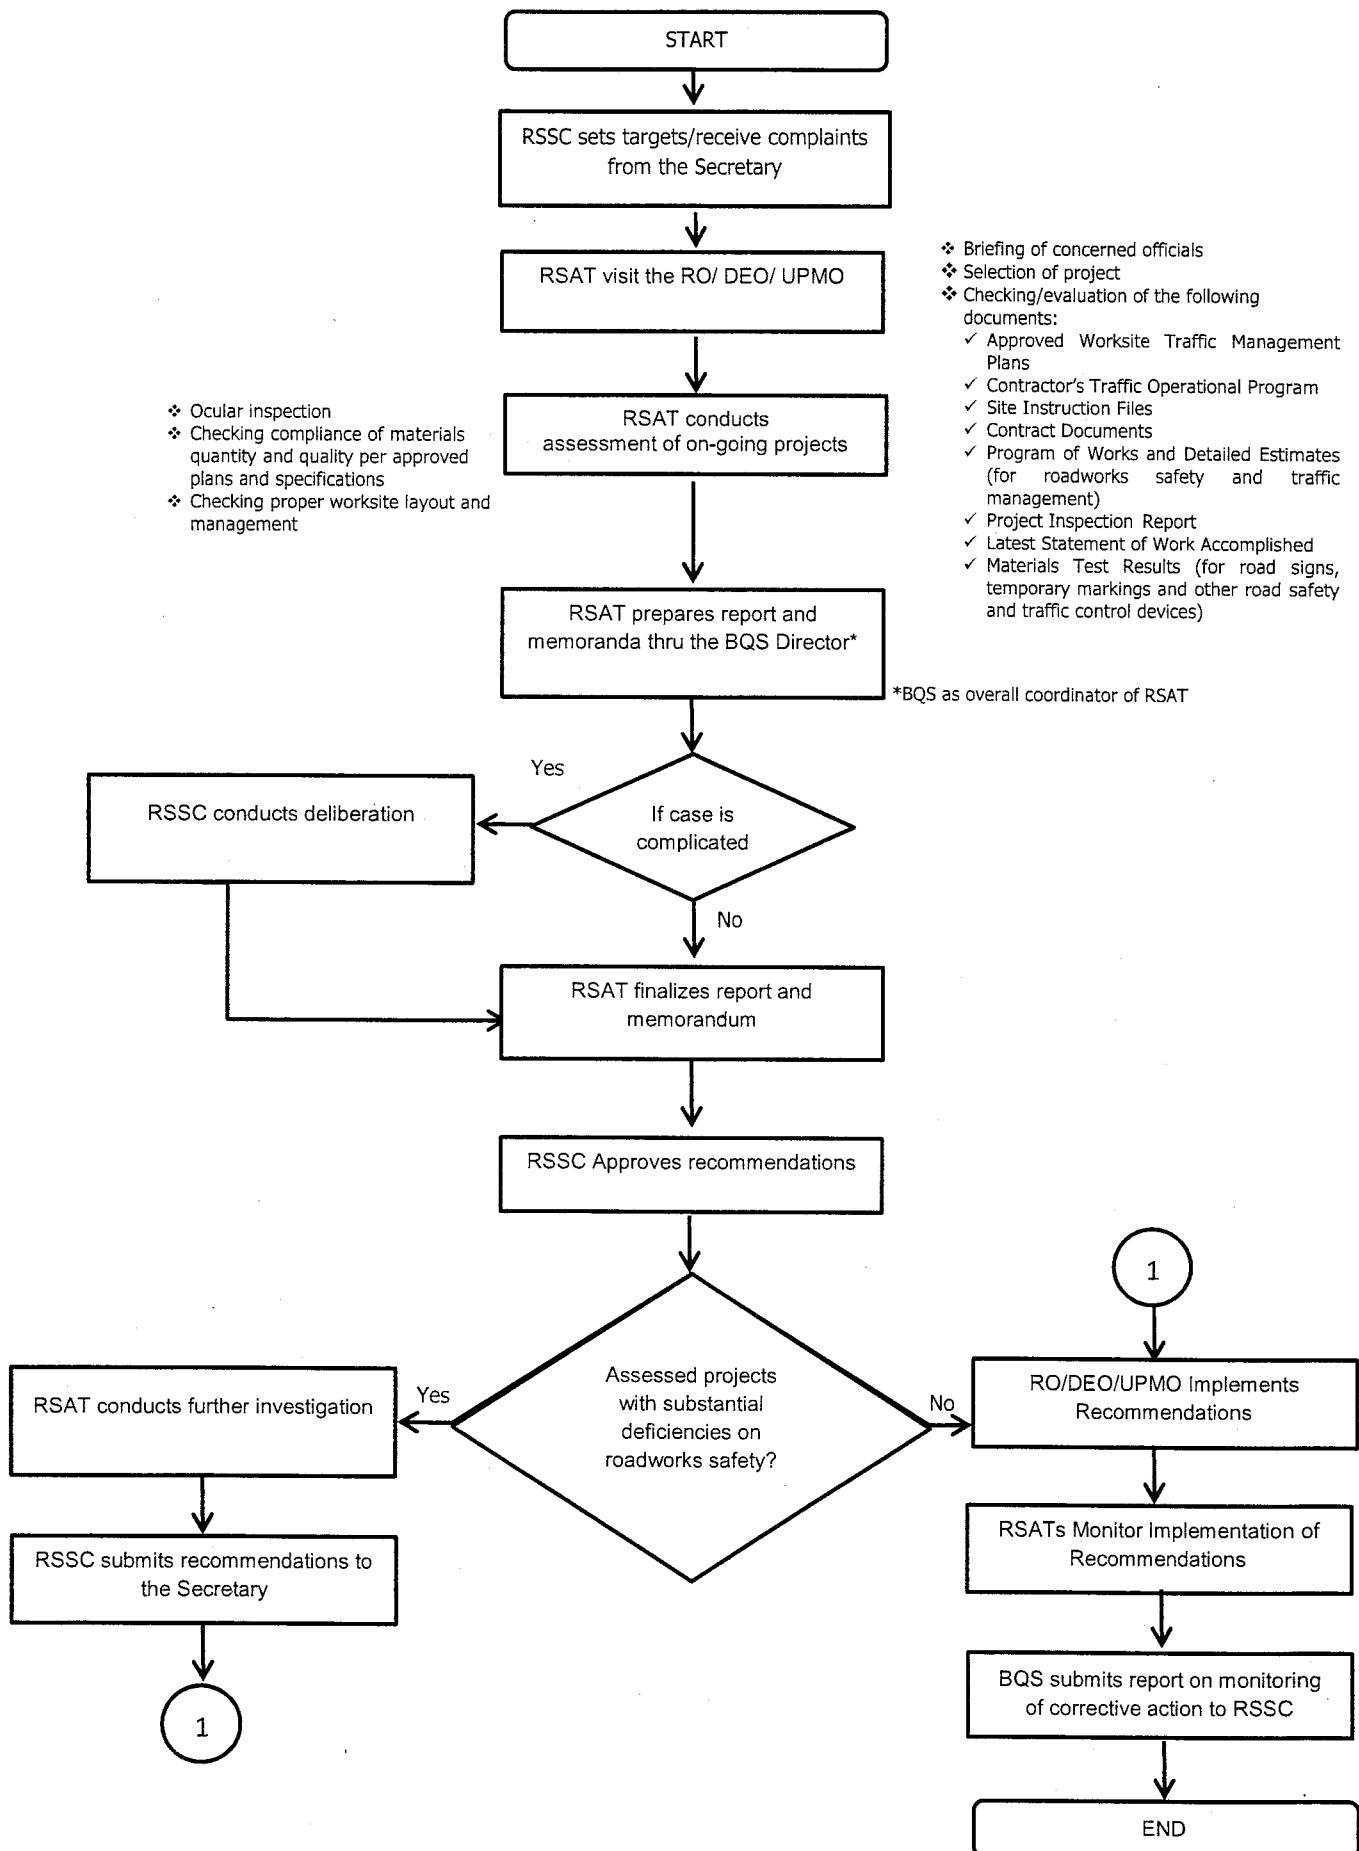 START
RSSC sets targets/receive complaints
from the Secretary
RSAT visit the RO/ DEO/ UPMO
❖ Briefing of concerned officials
❖ Selection of project
❖ Checking/evaluation of the following
documents:
✓ Approved Worksite Traffic Management
Plans
✓ Contractor's Traffic Operational Program
✓ Site Instruction Files
✓ Contract Documents
✓ Program of Works and Detailed Estimates
(for roadworks safety and traffic
management)
✓ Project Inspection Report
✓ Latest Statement of Work Accomplished
✓ Materials Test Results (for road signs,
temporary markings and other road safety
and traffic control devices)
RSAT conducts
assessment of on-going projects
❖ Ocular inspection
❖ Checking compliance of materials
quantity and quality per approved
plans and specifications
❖ Checking proper worksite layout and
management
RSAT prepares report and
memoranda thru the BQS Director*
*BQS as overall coordinator of RSAT
If case is
complicated
Yes
RSSC conducts deliberation
No
RSAT finalizes report and
memorandum
RSSC Approves recommendations
Assessed projects
with substantial
deficiencies on
roadworks safety?
Yes
RSAT conducts further investigation
RSSC submits recommendations to
the Secretary
1
No
1
RO/DEO/UPMO Implements
Recommendations
RSATs Monitor Implementation of
Recommendations
BQS submits report on monitoring
of corrective action to RSSC
END